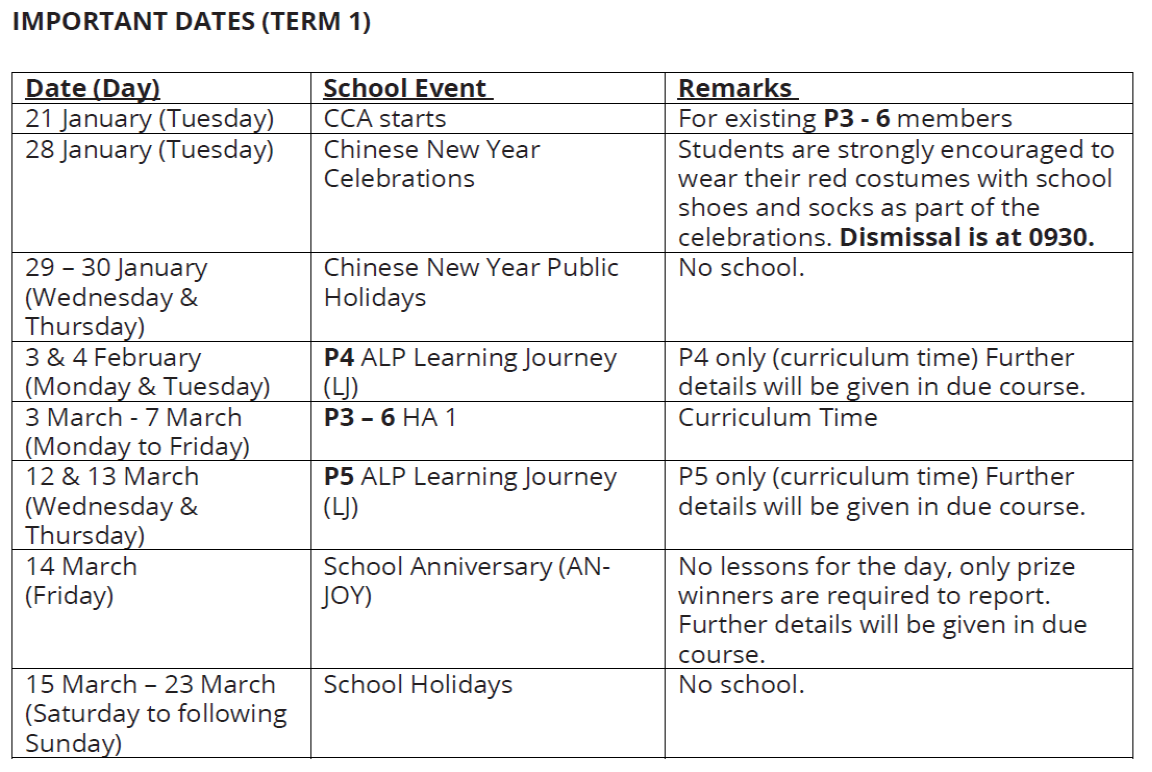 IMPORTANT DATES (TERM 1)
Date (Day)
School Event
Remarks
21 January (Tuesday)
CCA starts
For existing P3 - 6 members
28 January (Tuesday)
Chinese New Year
Celebrations
Students are strongly encouraged to
wear their red costumes with school
shoes and socks as part of the
celebrations. Dismissal is at 0930.
29 – 30 January
(Wednesday &
Thursday)
Chinese New Year Public
Holidays
No school.
3 & 4 February
(Monday & Tuesday)
P4 ALP Learning Journey
(LJ)
P4 only (curriculum time) Further
details will be given in due course.
3 March - 7 March
(Monday to Friday)
P3 – 6 HA 1
Curriculum Time
12 & 13 March
(Wednesday &
Thursday)
P5 ALP Learning Journey
(LJ)
P5 only (curriculum time) Further
details will be given in due course.
14 March
(Friday)
School Anniversary (AN-
JOY)
No lessons for the day, only prize
winners are required to report.
Further details will be given in due
course.
15 March – 23 March
(Saturday to following
Sunday)
School Holidays
No school.